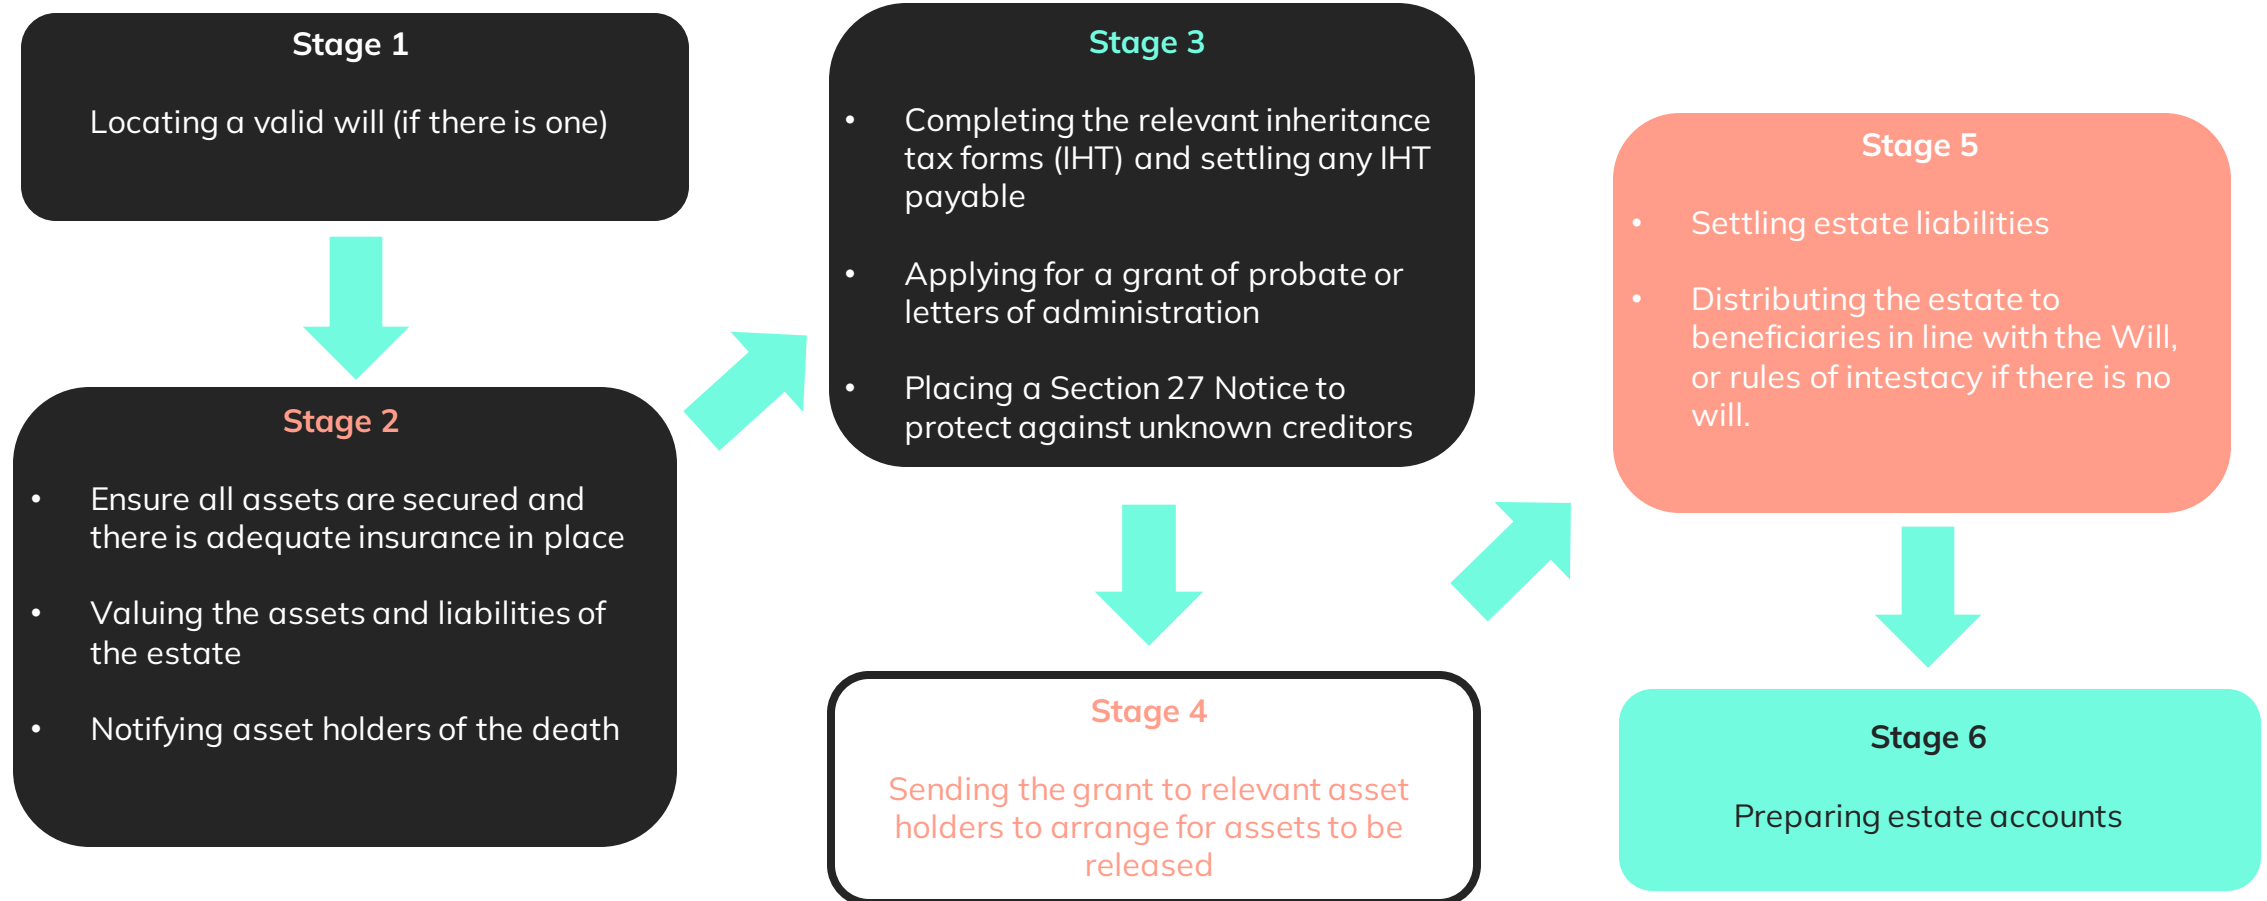 Stage 1
Locating a valid will (if there is one)
Stage 2
• Ensure all assets are secured and
there is adequate insurance in place
• Valuing the assets and liabilities of
the estate
• Notifying asset holders of the death
Stage 3
• Completing the relevant inheritance
tax forms (IHT) and settling any IHT
payable
• Applying for a grant of probate or
letters of administration
• Placing a Section 27 Notice to
protect against unknown creditors
Stage 4
Sending the grant to relevant asset
holders to arrange for assets to be
released
Stage 5
• Settling estate liabilities
• Distributing the estate to
beneficiaries in line with the Will,
or rules of intestacy if there is no
will.
Stage 6
Preparing estate accounts